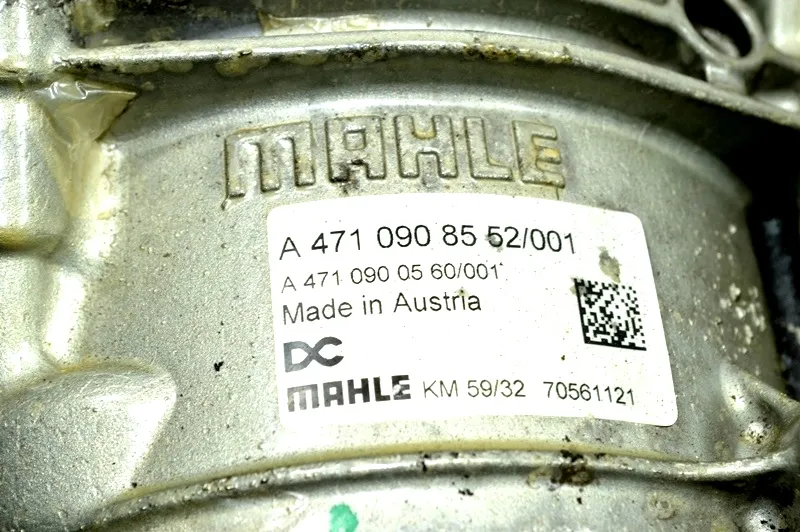 MAHLE
A 471 090 85 52/001
A 471 090 05 60/001
Made in Austria
DC
MAHLE KM 59/32 70561121